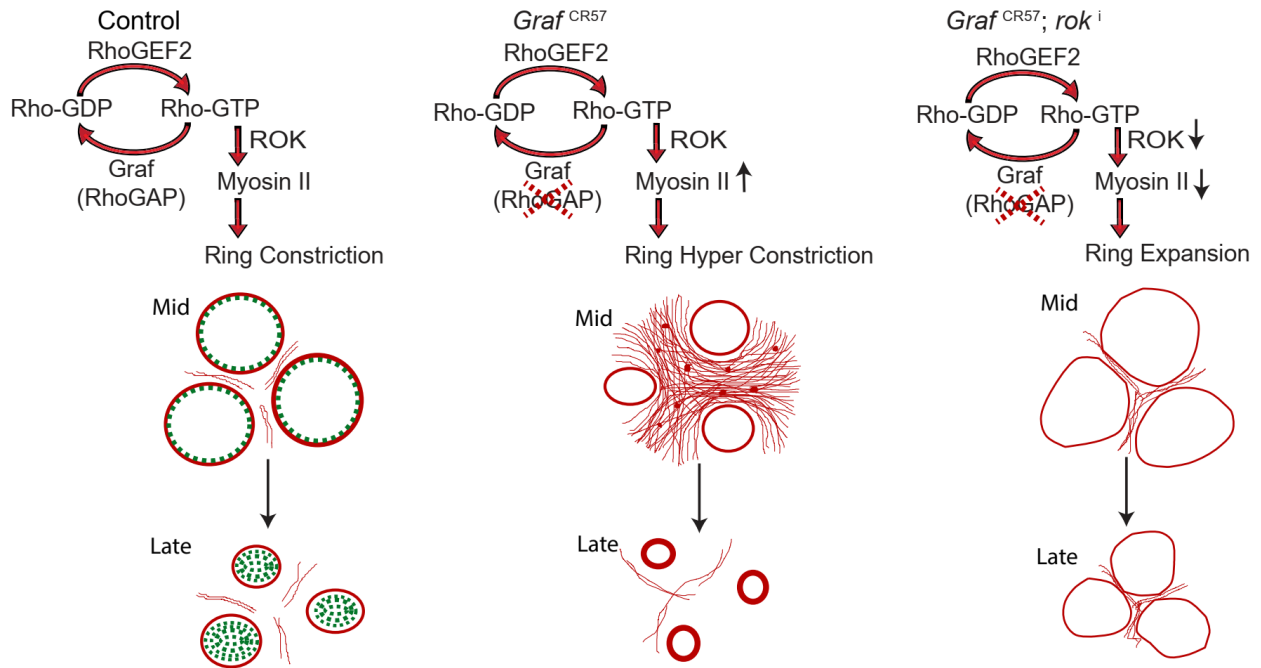 Control
RhoGEF2
Rho-GDP Rho-GTP
ROK
Graf
(RhoGAP)
Myosin II
Ring Constriction
Mid
Late
Graf CR57
RhoGEF2
Rho-GDP Rho-GTP
ROK
Graf
(RhoGAP)
Myosin II
Ring Hyper Constriction
Mid
Late
Graf CR57; rok i
RhoGEF2
Rho-GDP Rho-GTP
ROK
Graf
(RhoGAP)
Myosin II
Ring Expansion
Mid
Late